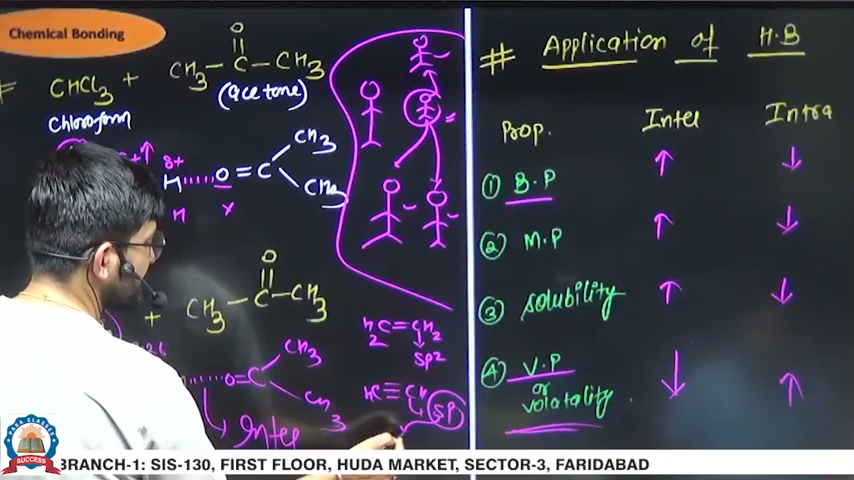 Chemical Bonding
CHCl3 +
O
CH3 - C - CH3
(acetone)
Chloroform
δ+
H O = C
CH3
CH3
H x
O
+ CH3 - C - CH3
O = C
CH3
CH3
Inter
H2C = CH2
sp2
HC ≡ CH
sp
# Application of H.B
Prop. Inter Intra
① B.P ↑ ↓
② M.P ↑ ↓
③ solubility ↑ ↓
④ V.P ↓ ↑
or
volatality
SUCCESS
BRANCH-1: SIS-130, FIRST FLOOR, HUDA MARKET, SECTOR-3, FARIDABAD